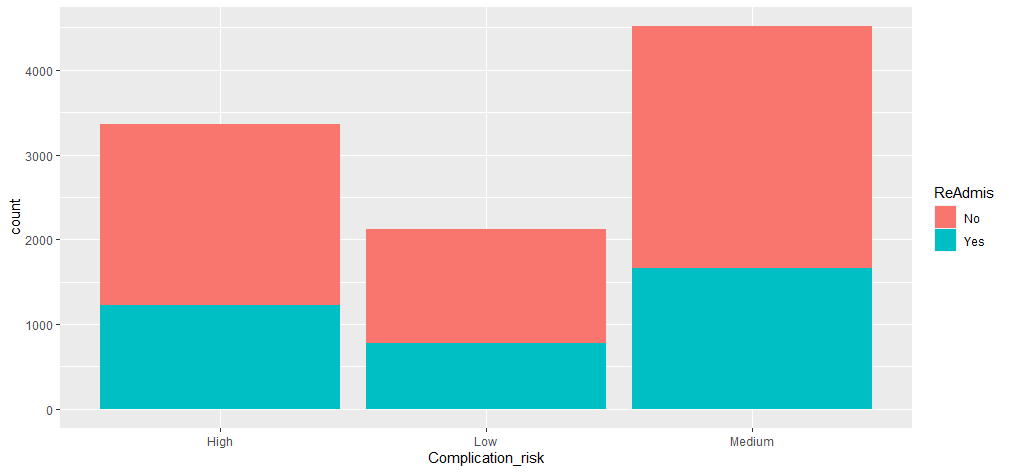 count
4000
3000
2000
1000
0
High
Low
Medium
Complication_risk
ReAdmis
No
Yes